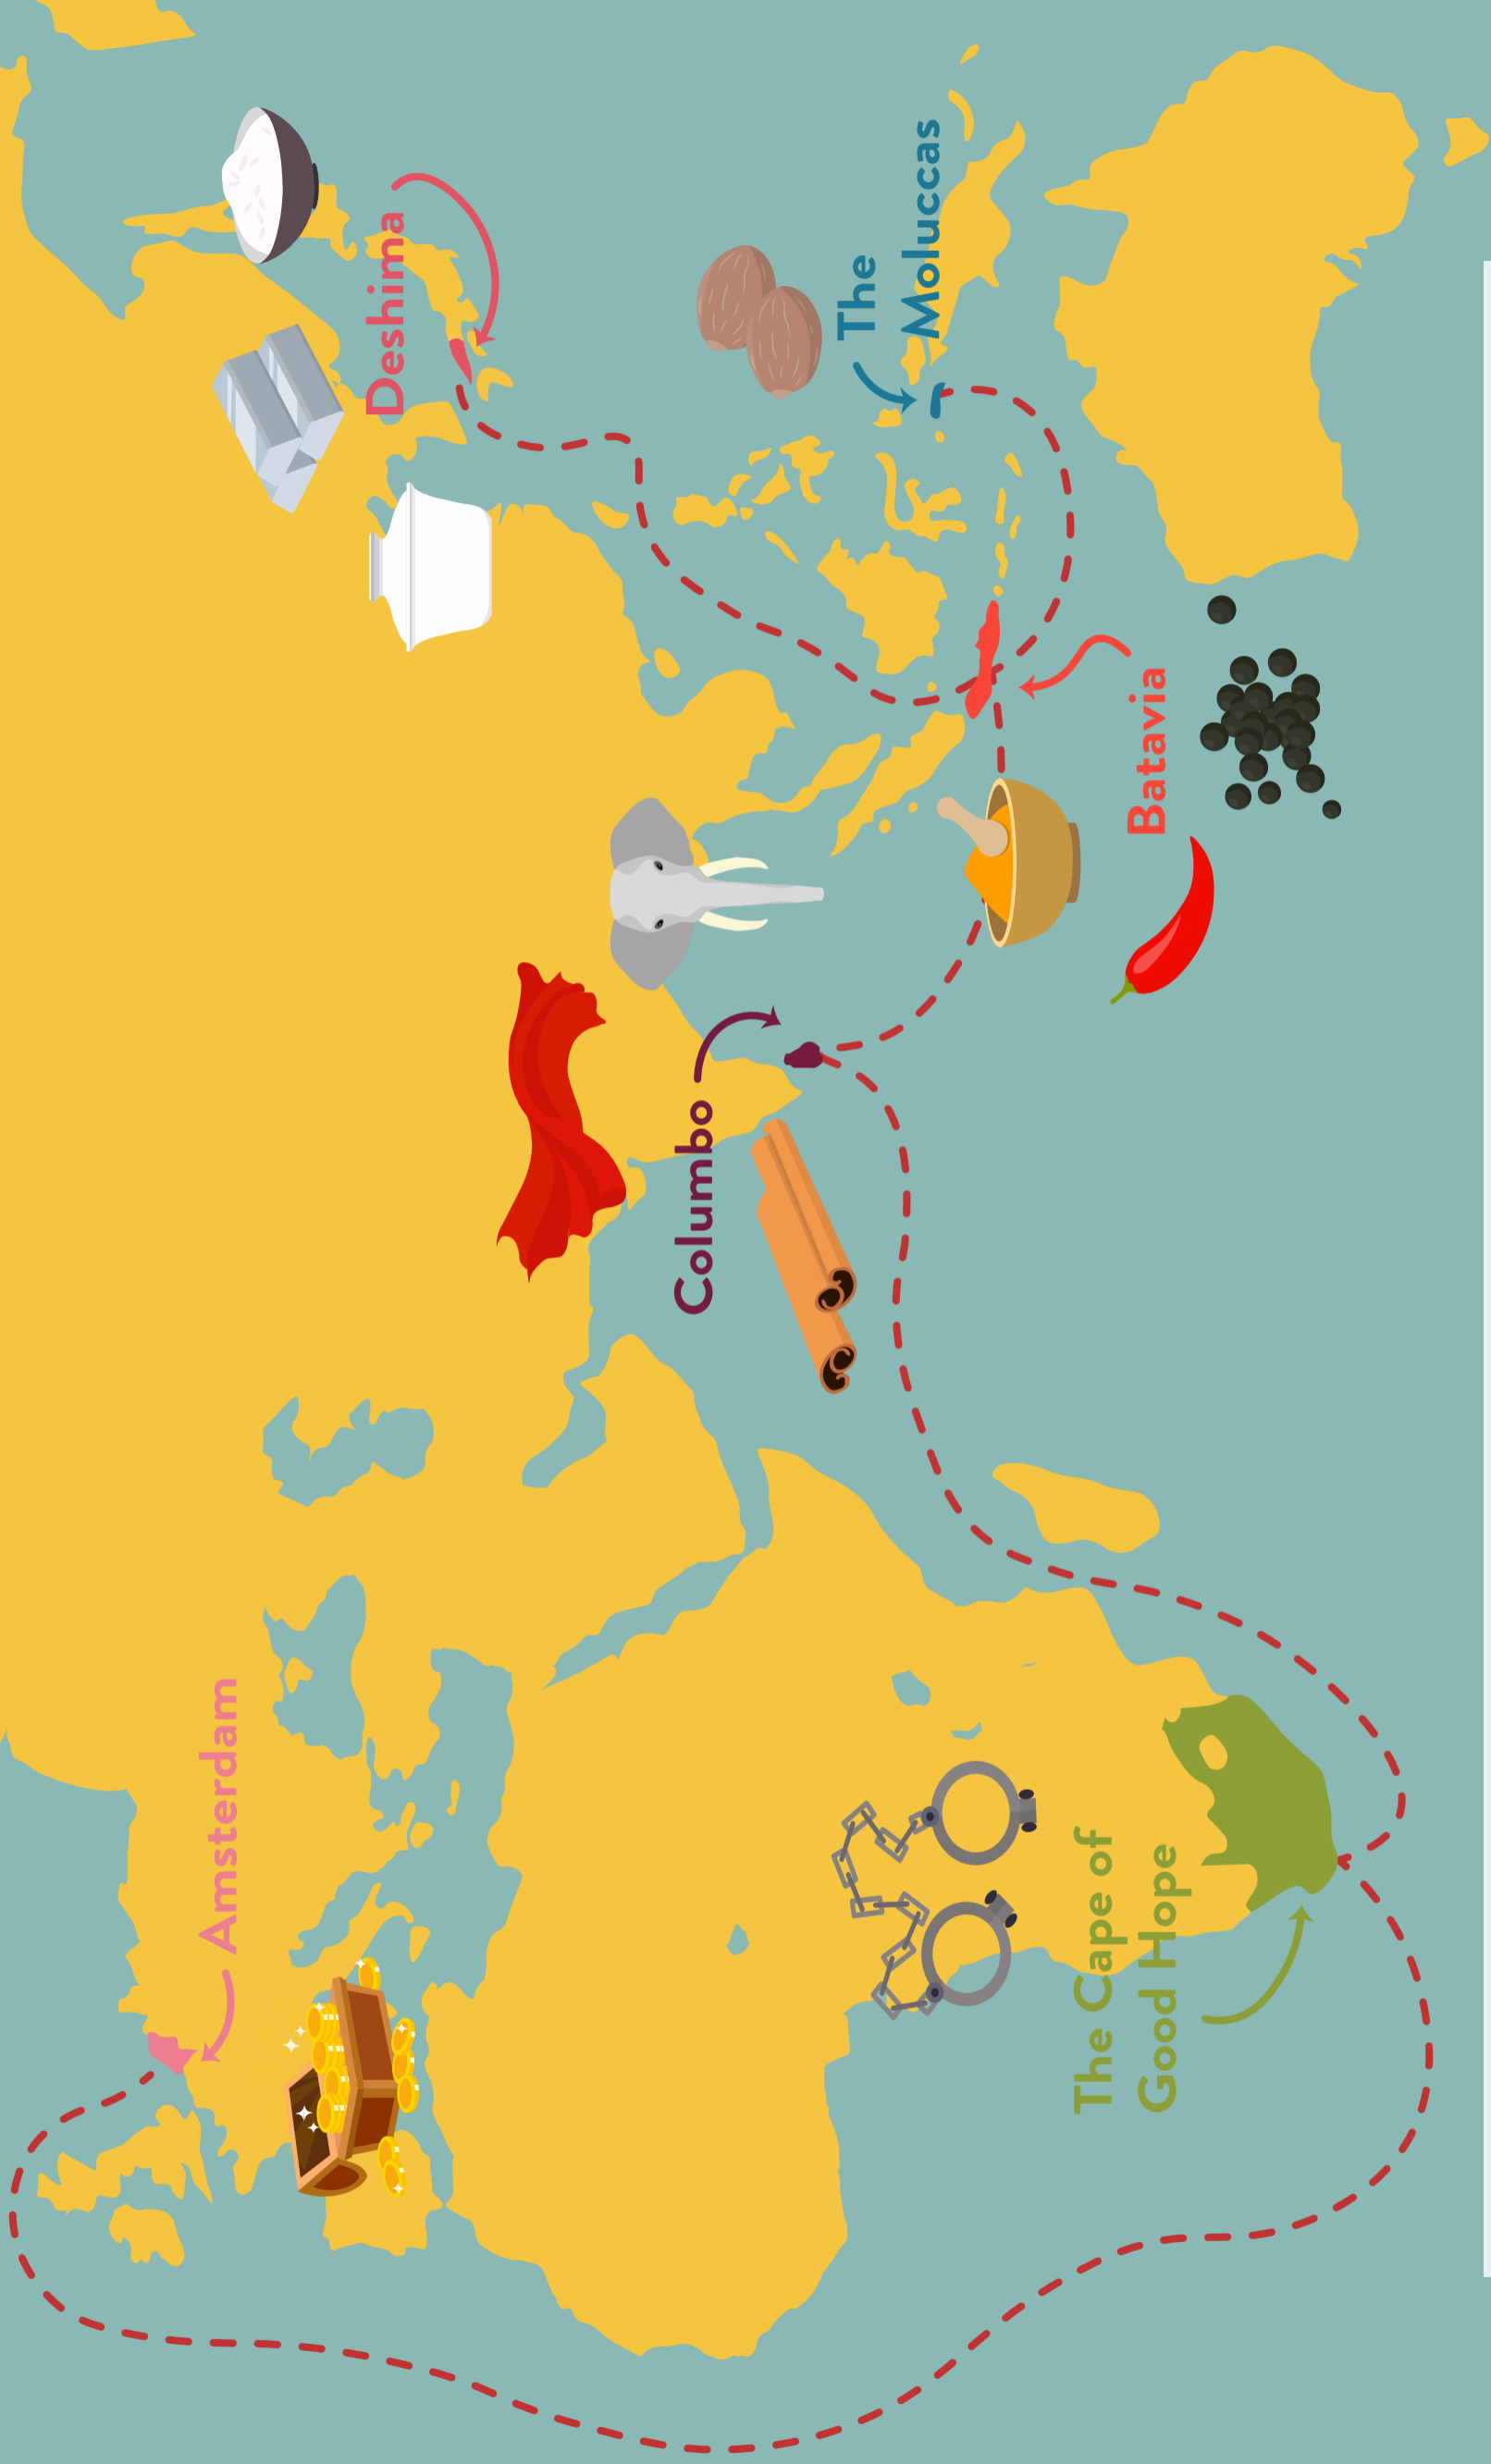 Amsterdam
The Cape of
Good Hope
Columbo
Batavia
The
Moluccas
Deshima